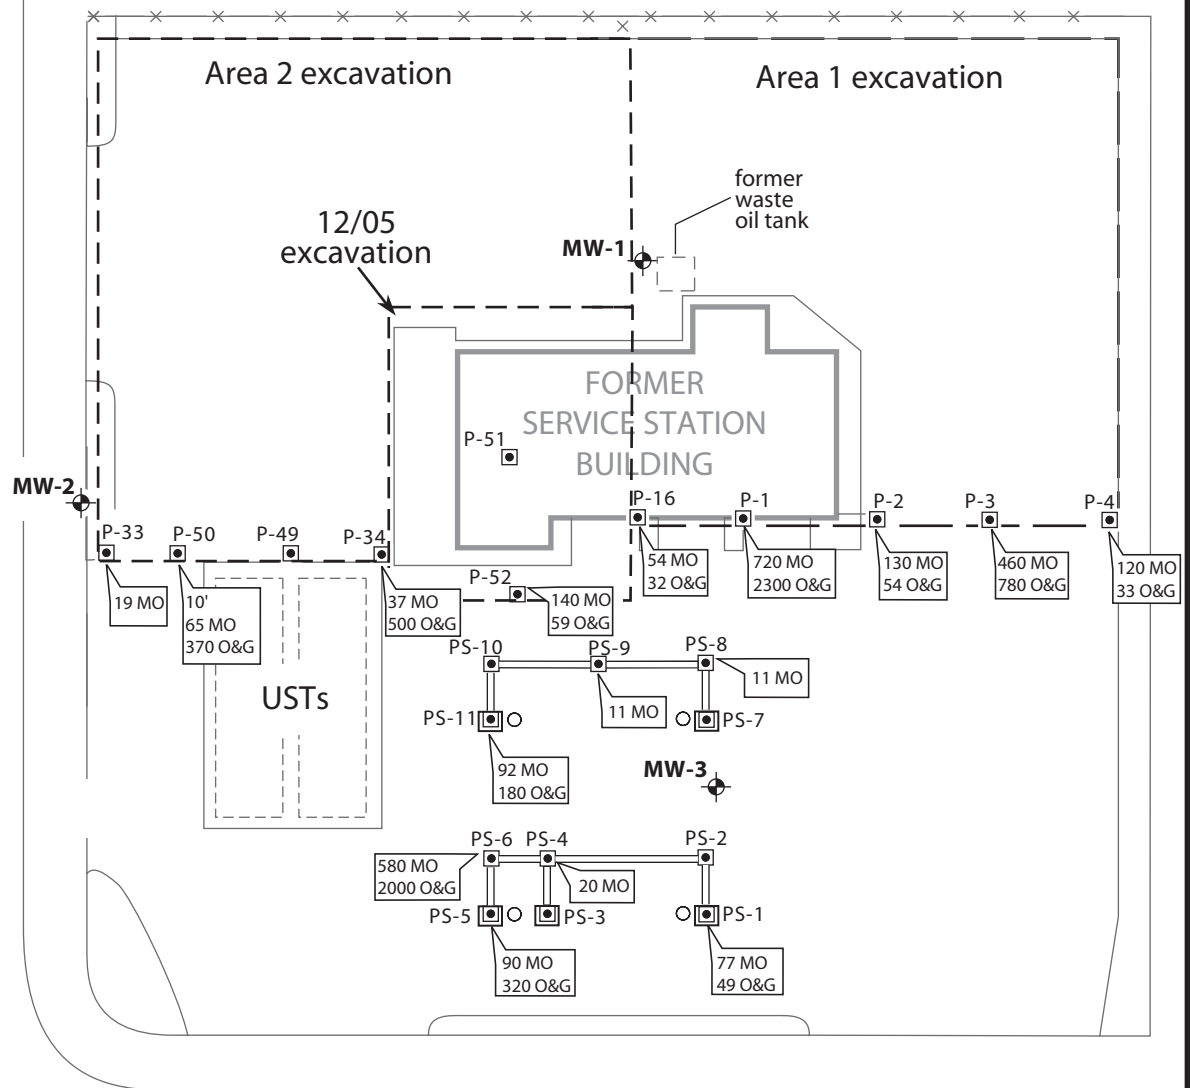 Area 2 excavation
Area 1 excavation
former
waste
oil tank
12/05
excavation
MW-1
FORMER
SERVICE STATION
BUILDING
P-51
MW-2
P-16
P-1
P-2
P-3
P-4
P-33
P-50
P-49
P-34
54 MO
32 O&G
720 MO
2300 O&G
130 MO
54 O&G
460 MO
780 O&G
120 MO
33 O&G
P-52
19 MO
10'
65 MO
370 O&G
37 MO
500 O&G
140 MO
59 O&G
PS-10
PS-9
PS-8
11 MO
USTs
11 MO
PS-11
PS-7
92 MO
180 O&G
MW-3
PS-6
PS-4
PS-2
580 MO
2000 O&G
20 MO
PS-5
PS-3
PS-1
90 MO
320 O&G
77 MO
49 O&G